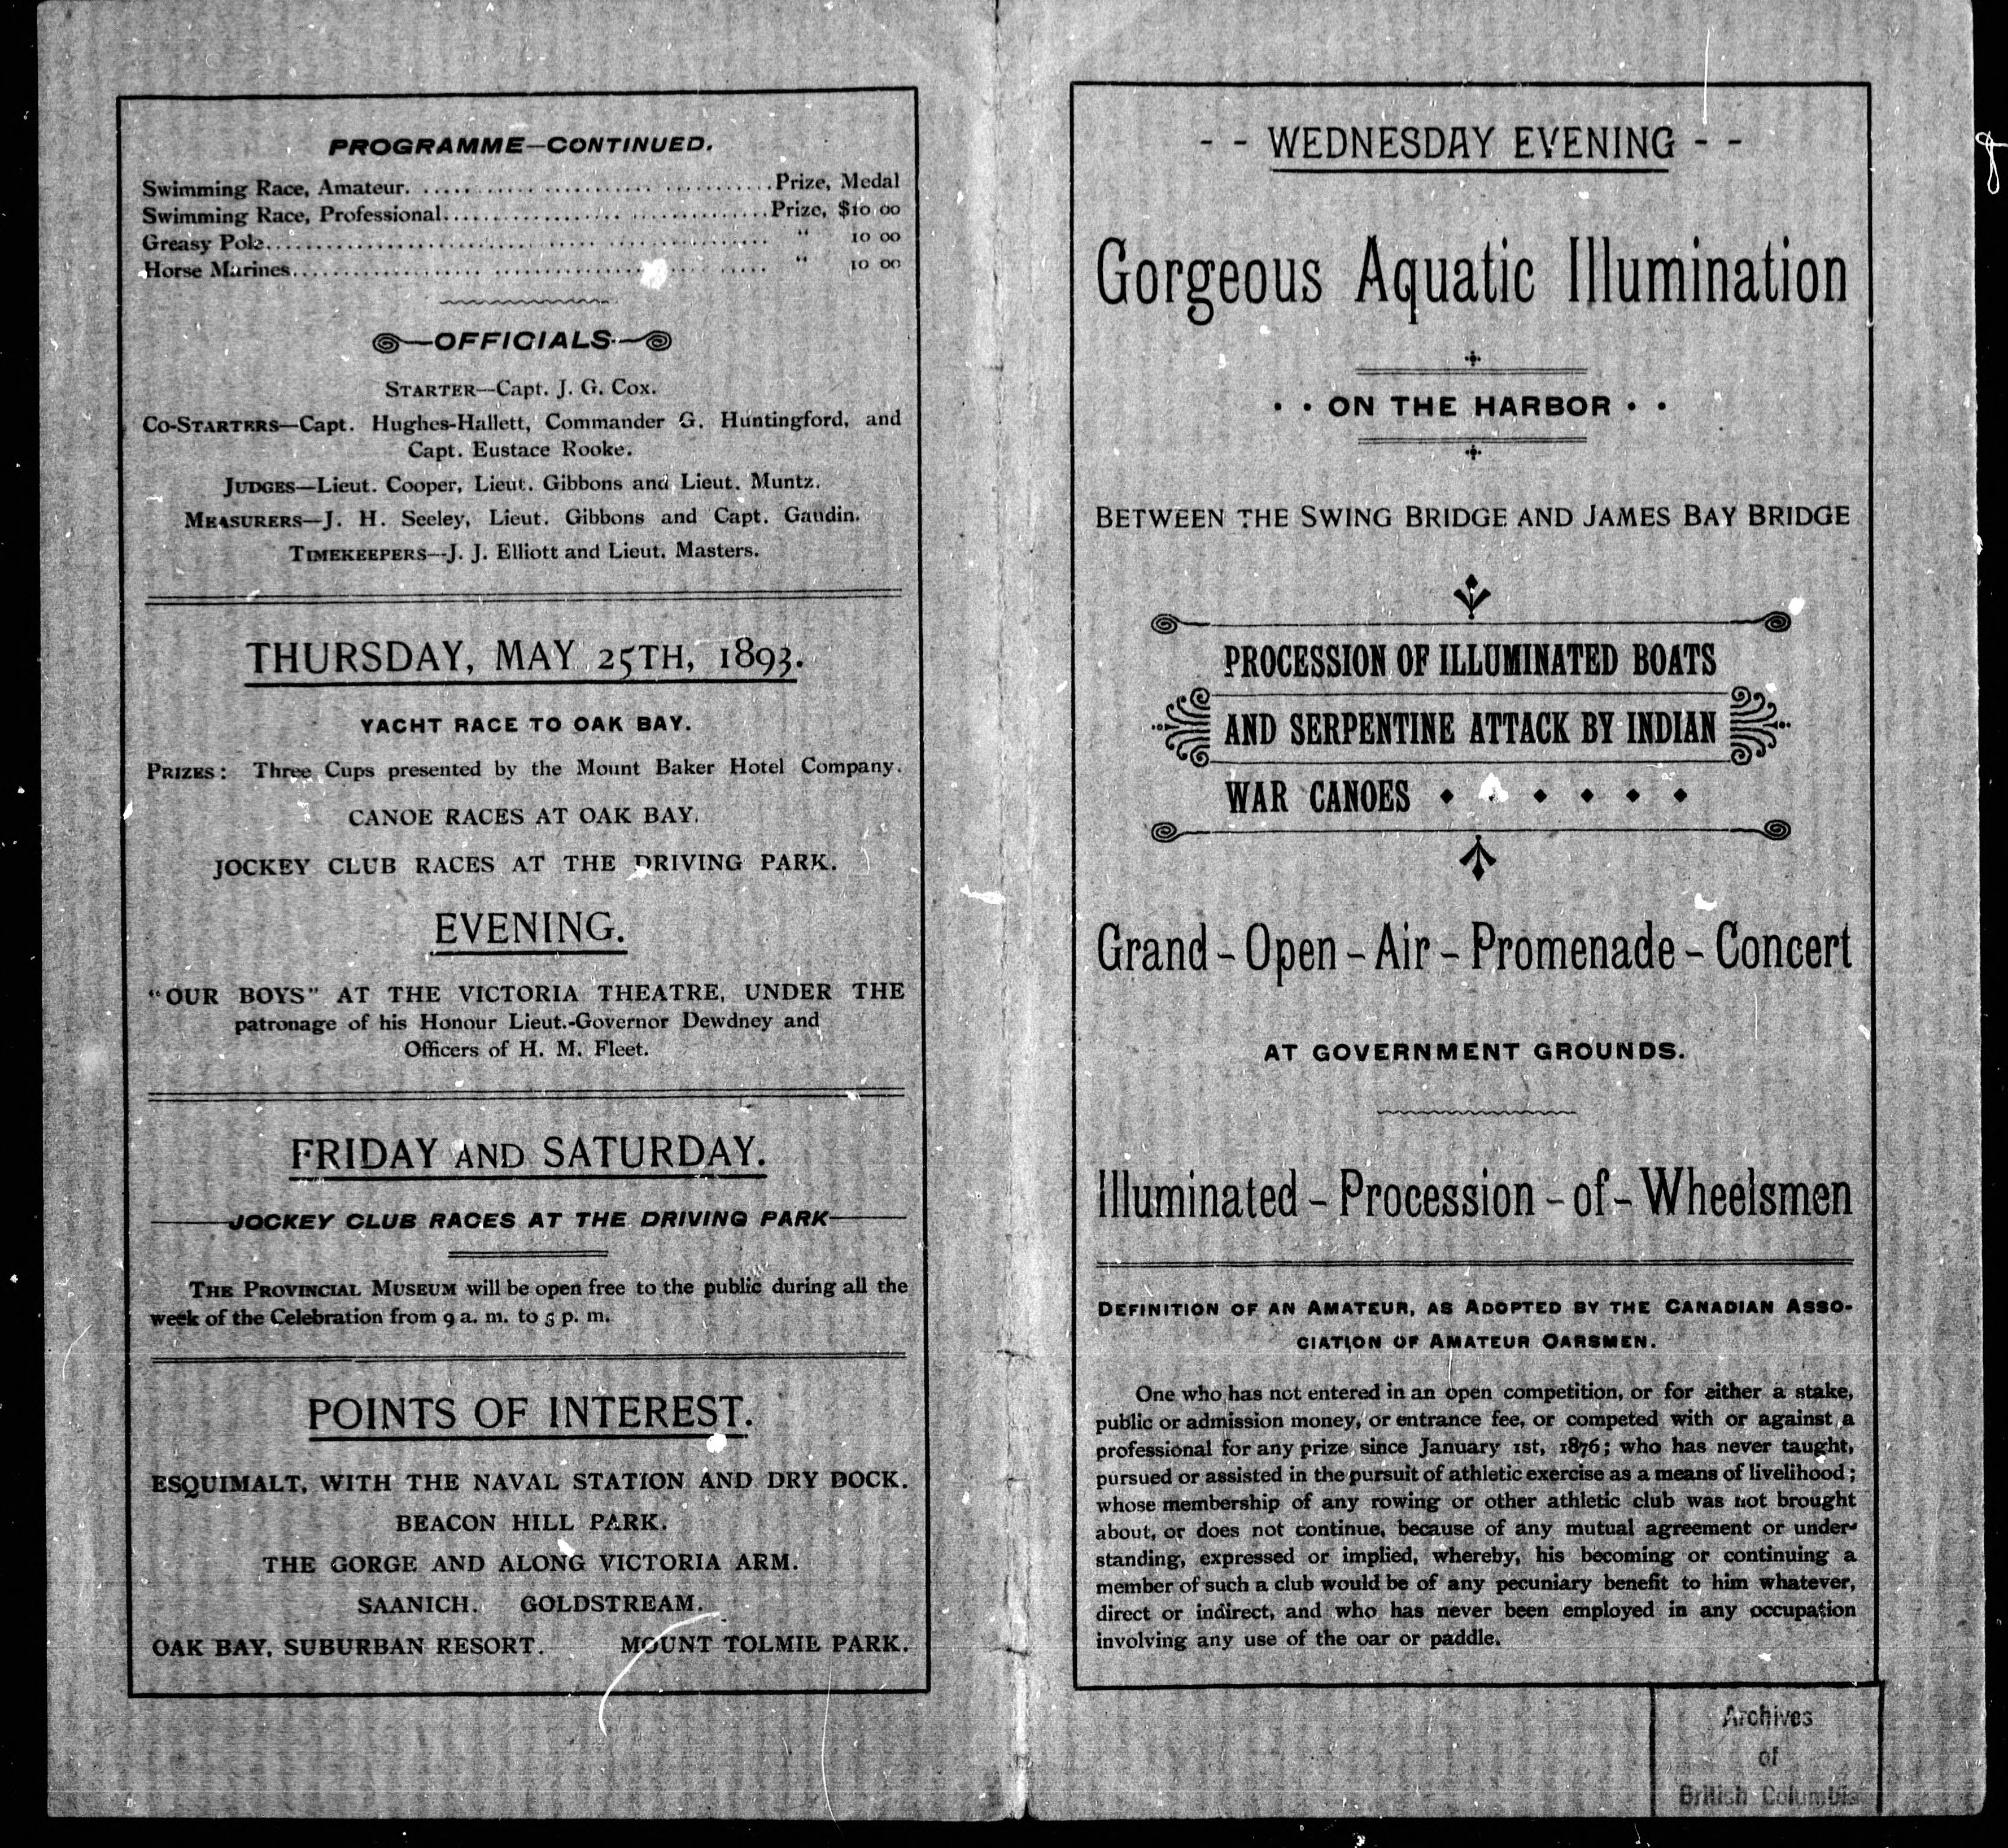 PROGRAMME—CONTINUED.
Swimming Race, Amateur. .......... Prize, Medal
Swimming Race, Professional.......... Prize, $10 00
Greasy Pole.......... " 10 00
Horse Marines.......... " 10 00
—OFFICIALS—
STARTER—Capt. J. G. Cox.
CO-STARTERS—Capt. Hughes-Hallett, Commander G. Huntingford, and
Capt. Eustace Rooke.
JUDGES—Lieut. Cooper, Lieut. Gibbons and Lieut. Muntz.
MEASURERS—J. H. Seeley, Lieut. Gibbons and Capt. Gaudin.
TIMEKEEPERS—J. J. Elliott and Lieut. Masters.
THURSDAY, MAY 25TH, 1893.
YACHT RACE TO OAK BAY.
PRIZES: Three Cups presented by the Mount Baker Hotel Company.
CANOE RACES AT OAK BAY.
JOCKEY CLUB RACES AT THE DRIVING PARK.
EVENING.
"OUR BOYS" AT THE VICTORIA THEATRE, UNDER THE
patronage of his Honour Lieut.-Governor Dewdney and
Officers of H. M. Fleet.
FRIDAY AND SATURDAY.
JOCKEY CLUB RACES AT THE DRIVING PARK
THE PROVINCIAL MUSEUM will be open free to the public during all the
week of the Celebration from 9 a. m. to 5 p. m.
POINTS OF INTEREST.
ESQUIMALT, WITH THE NAVAL STATION AND DRY DOCK.
BEACON HILL PARK.
THE GORGE AND ALONG VICTORIA ARM.
SAANICH. GOLDSTREAM.
OAK BAY, SUBURBAN RESORT. MOUNT TOLMIE PARK.
- - WEDNESDAY EVENING - -
Gorgeous Aquatic Illumination
• • ON THE HARBOR • •
BETWEEN THE SWING BRIDGE AND JAMES BAY BRIDGE
PROCESSION OF ILLUMINATED BOATS
AND SERPENTINE ATTACK BY INDIAN
WAR CANOES
Grand - Open - Air - Promenade - Concert
AT GOVERNMENT GROUNDS.
Illuminated - Procession - of - Wheelsmen
DEFINITION OF AN AMATEUR, AS ADOPTED BY THE CANADIAN ASSO-
CIATION OF AMATEUR OARSMEN.
One who has not entered in an open competition, or for either a stake,
public or admission money, or entrance fee, or competed with or against a
professional for any prize since January 1st, 1876; who has never taught,
pursued or assisted in the pursuit of athletic exercise as a means of livelihood;
whose membership of any rowing or other athletic club was not brought
about, or does not continue, because of any mutual agreement or under-
standing, expressed or implied, whereby, his becoming or continuing a
member of such a club would be of any pecuniary benefit to him whatever,
direct or indirect, and who has never been employed in any occupation
involving any use of the oar or paddle.
Archives
of
British Columbia